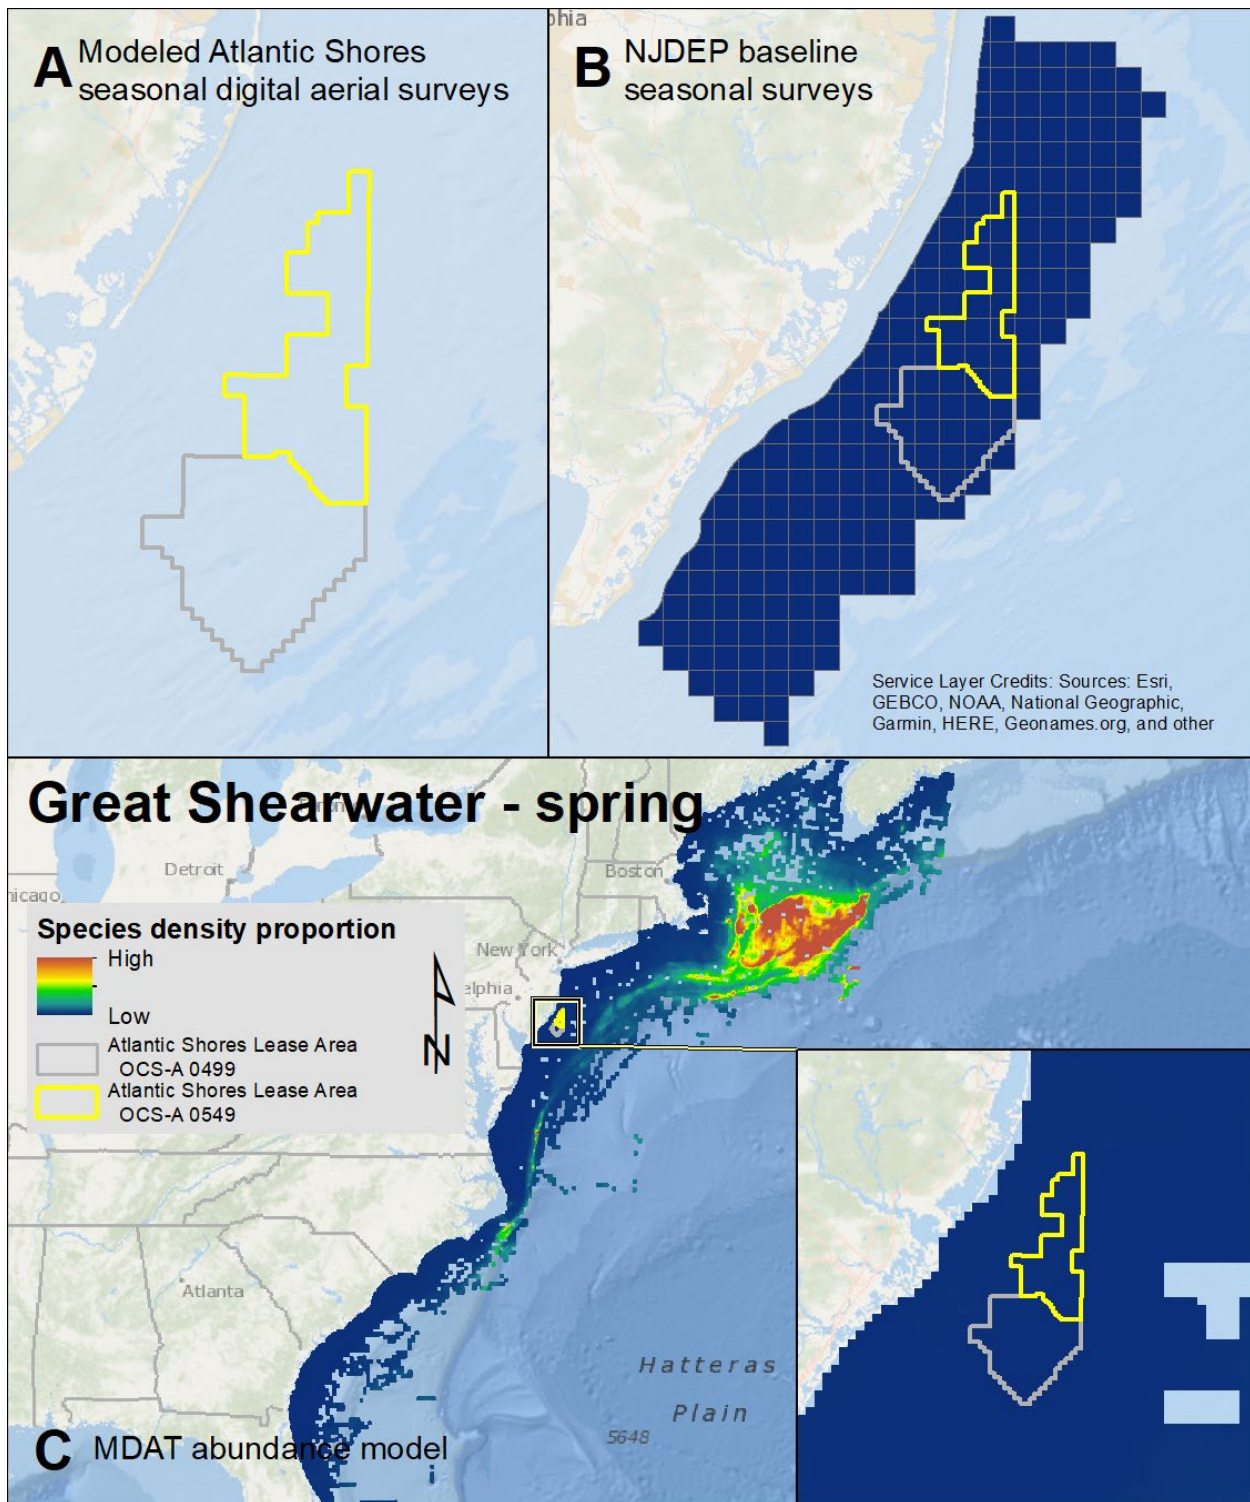 A Modeled Atlantic Shores
seasonal digital aerial surveys
phia
B NJDEP baseline
seasonal surveys
Service Layer Credits: Sources: Esri,
GEBCO, NOAA, National Geographic,
Garmin, HERE, Geonames.org, and other
Great Shearwater - spring
Detroit
Boston
hicago
New York
elphia
Species density proportion
High
Low
Atlantic Shores Lease Area
OCS-A 0499
Atlantic Shores Lease Area
OCS-A 0549
N
Atlanta
Hatteras
Plain
5648
C MDAT abundance model